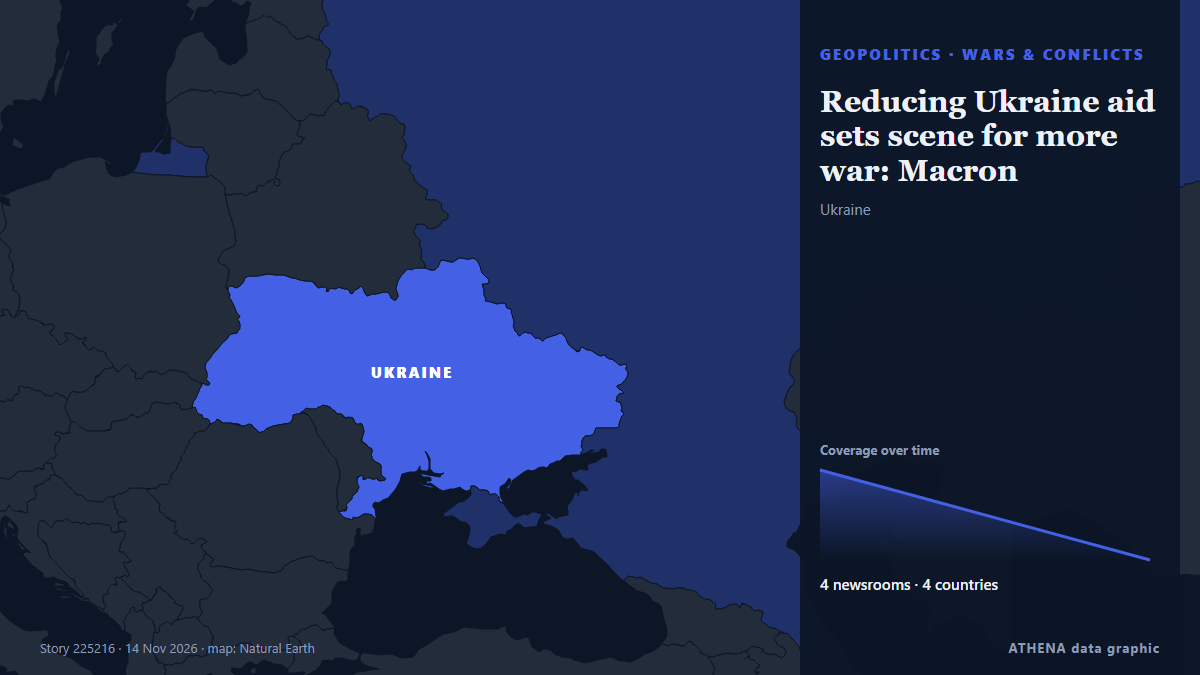 GEOPOLITICS · WARS & CONFLICTS
Reducing Ukraine aid
sets scene for more
war: Macron
Ukraine
UKRAINE
Coverage over time
4 newsrooms · 4 countries
Story 225216 · 14 Nov 2026 · map: Natural Earth
ATHENA data graphic